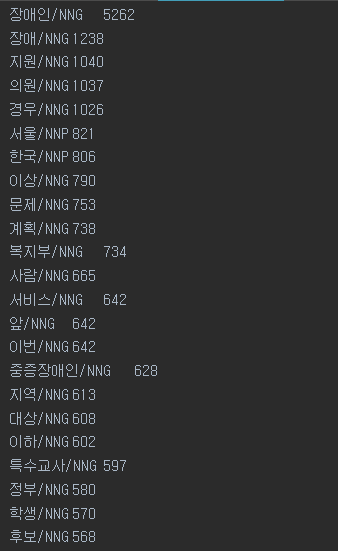 장애인/NNG 5262
장애/NNG 1238
지원/NNG 1040
의원/NNG 1037
경우/NNG 1026
서울/NNP 821
한국/NNP 806
이상/NNG 790
문제/NNG 753
계획/NNG 738
복지부/NNG 734
사람/NNG 665
서비스/NNG 642
앞/NNG 642
이번/NNG 642
중증장애인/NNG 628
지역/NNG 613
대상/NNG 608
이하/NNG 602
특수교사/NNG 597
정부/NNG 580
학생/NNG 570
후보/NNG 568